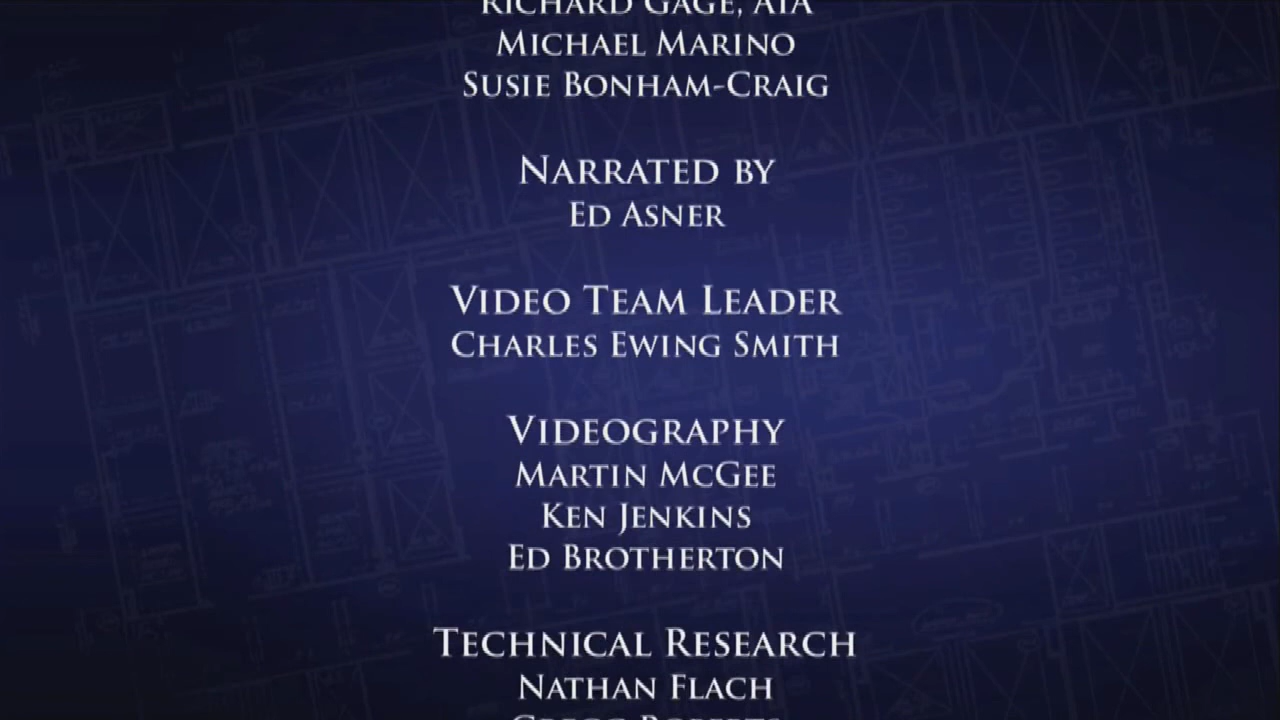 RICHARD GAGE, AIA
MICHAEL MARINO
SUSIE BONHAM-CRAIG
NARRATED BY
ED ASNER
VIDEO TEAM LEADER
CHARLES EWING SMITH
VIDEOGRAPHY
MARTIN MCGEE
KEN JENKINS
ED BROTHERTON
TECHNICAL RESEARCH
NATHAN FLACH